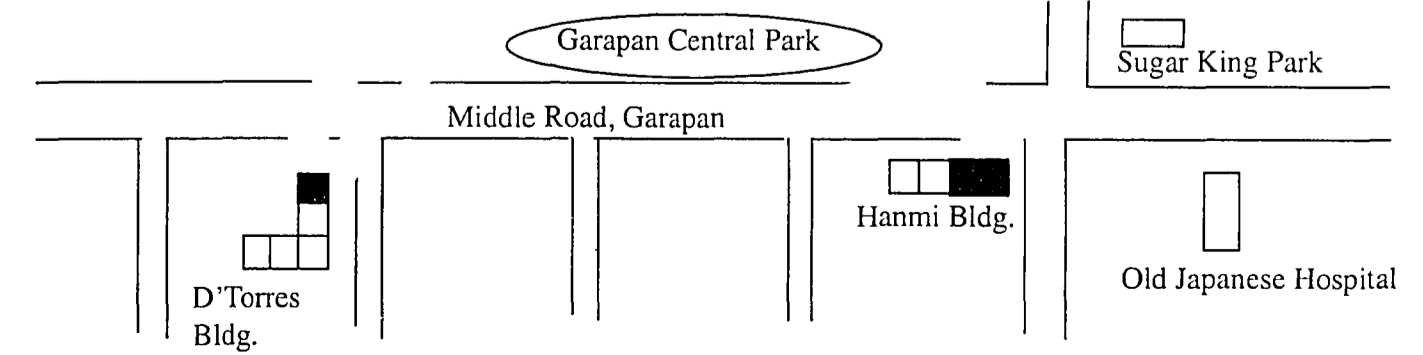 Garapan Central Park
Sugar King Park
Middle Road, Garapan
Hanmi Bldg.
Old Japanese Hospital
D'Torres
Bldg.